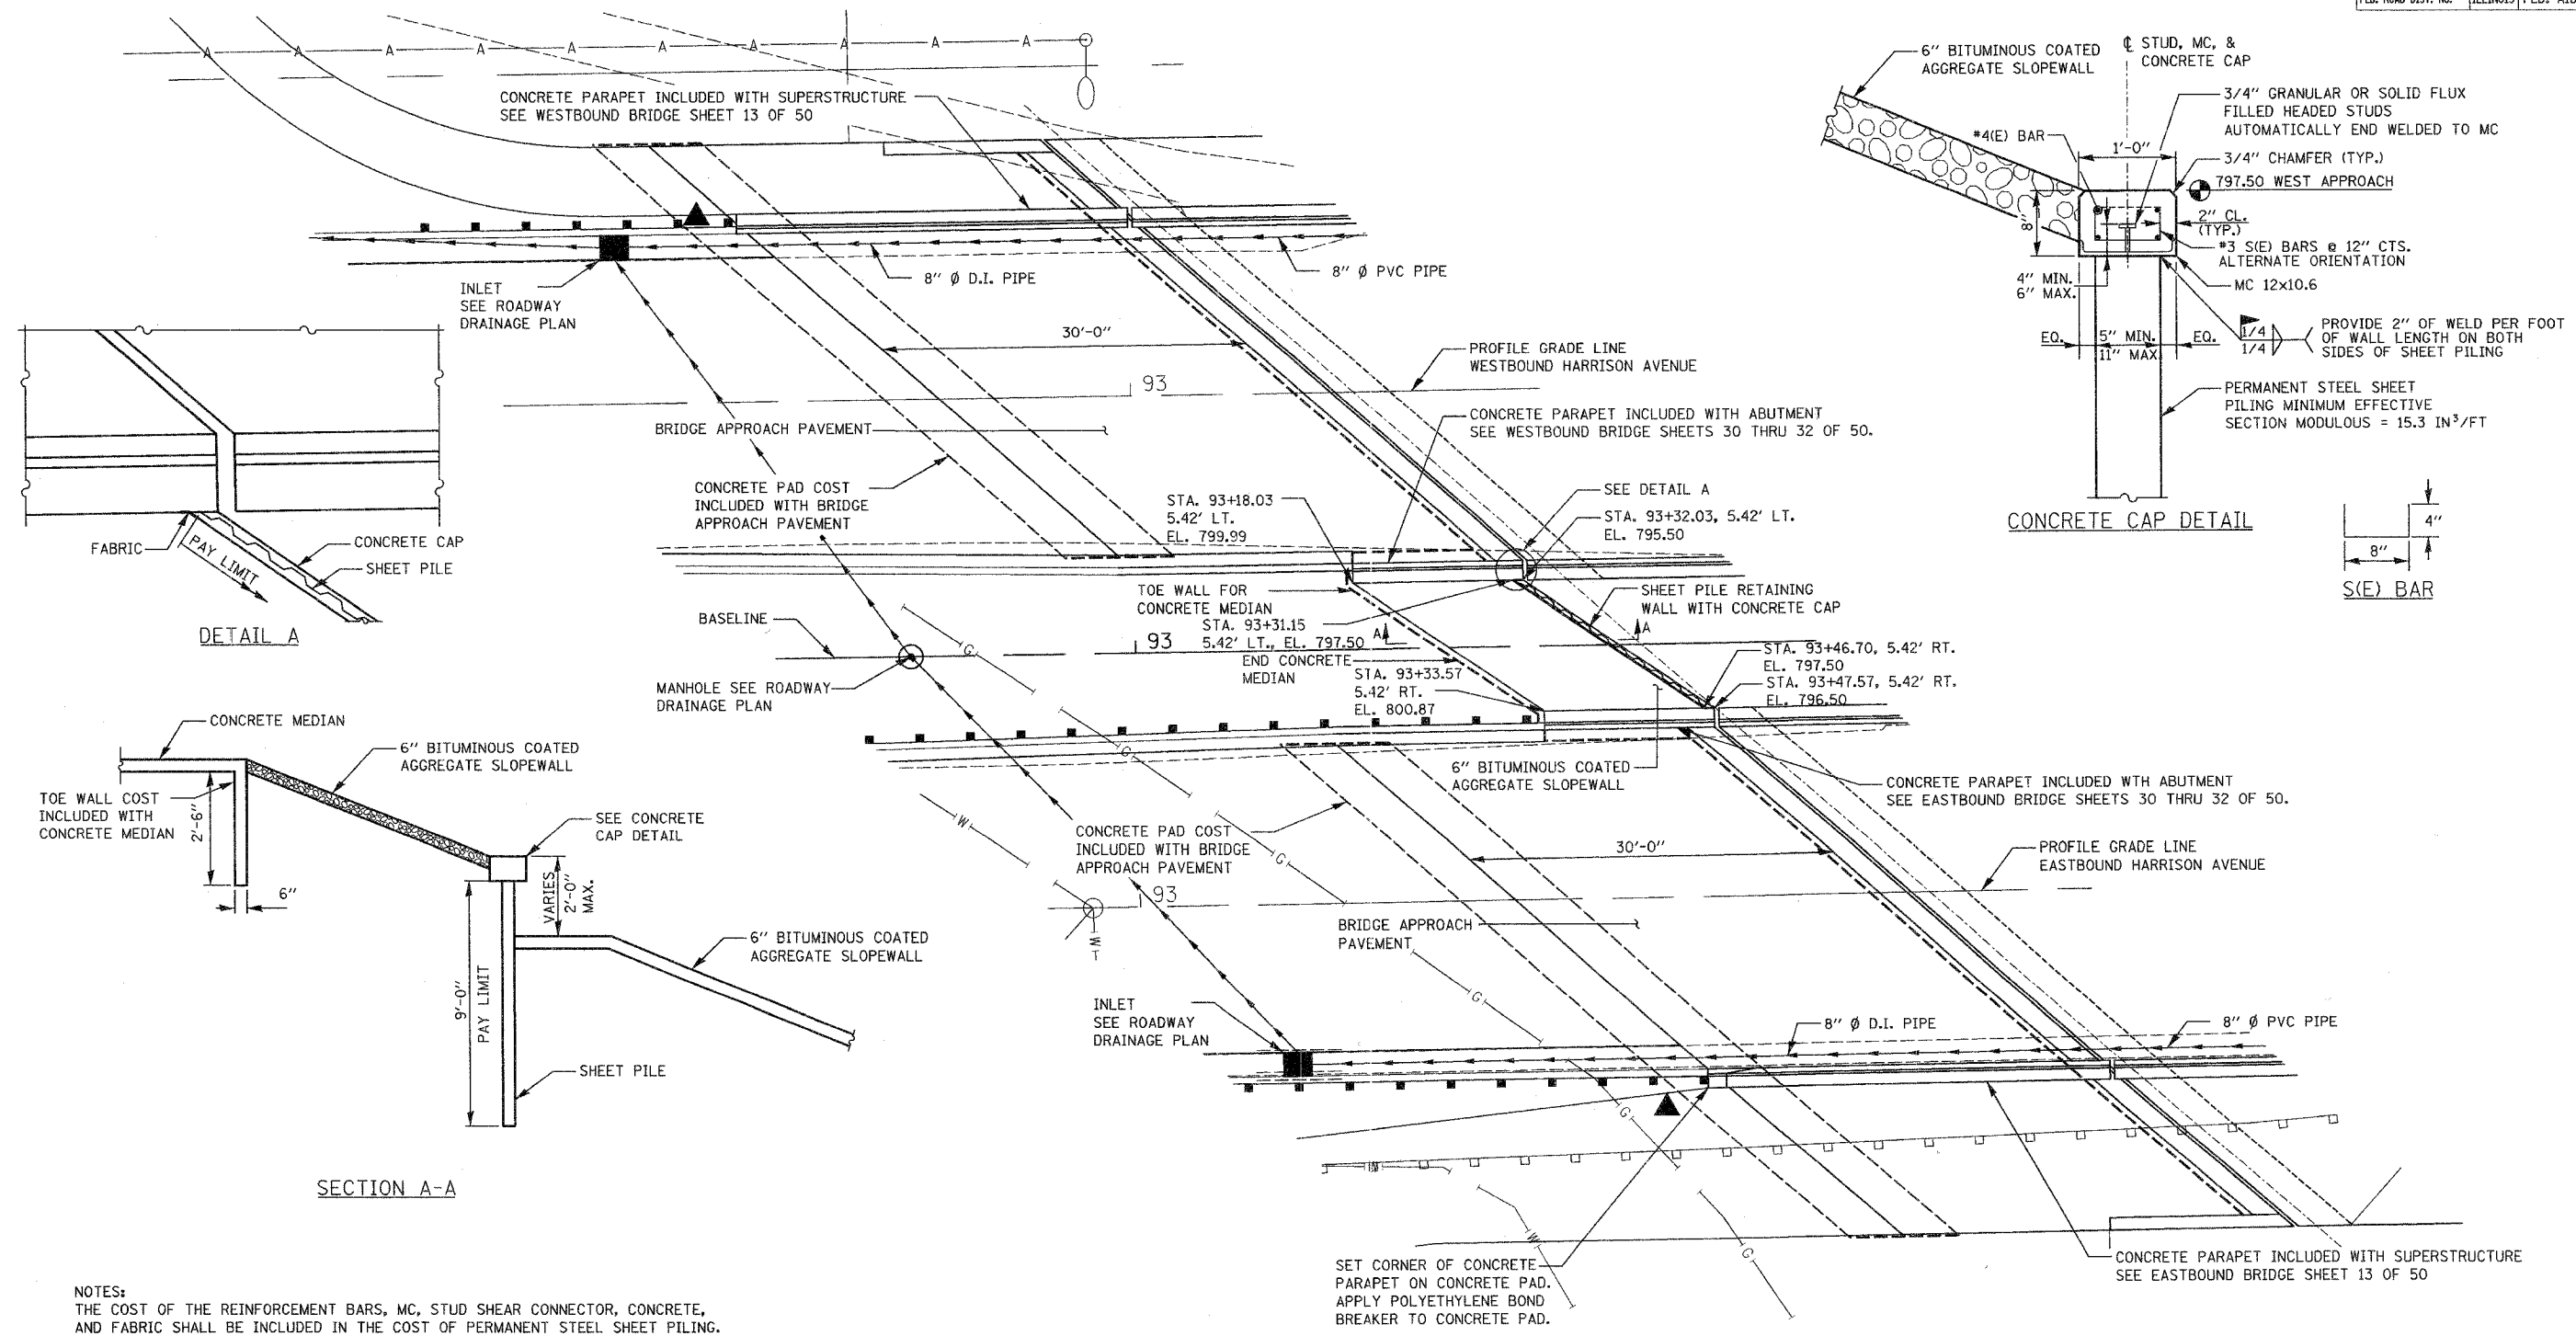 FED. ROAD DIST. NO.
ILLINOIS
CONCRETE PARAPET INCLUDED WITH SUPERSTRUCTURE
SEE WESTBOUND BRIDGE SHEET 13 OF 50
A A A A A A A A A A
INLET
SEE ROADWAY
DRAINAGE PLAN
8" Ø D.I. PIPE
8" Ø PVC PIPE
30'-0"
PROFILE GRADE LINE
WESTBOUND HARRISON AVENUE
93
BRIDGE APPROACH PAVEMENT
CONCRETE PARAPET INCLUDED WITH ABUTMENT
SEE WESTBOUND BRIDGE SHEETS 30 THRU 32 OF 50.
CONCRETE PAD COST
INCLUDED WITH BRIDGE
APPROACH PAVEMENT
STA. 93+18.03
5.42' LT.
EL. 799.99
SEE DETAIL A
STA. 93+32.03, 5.42' LT.
EL. 795.50
TOE WALL FOR
CONCRETE MEDIAN
STA. 93+31.15
5.42' LT., EL. 797.50
SHEET PILE RETAINING
WALL WITH CONCRETE CAP
A
A
BASELINE
93
END CONCRETE
MEDIAN
STA. 93+33.57
5.42' RT.
EL. 800.87
STA. 93+46.70, 5.42' RT.
EL. 797.50
STA. 93+47.57, 5.42' RT.
EL. 796.50
MANHOLE SEE ROADWAY
DRAINAGE PLAN
6" BITUMINOUS COATED
AGGREGATE SLOPEWALL
CONCRETE PARAPET INCLUDED WTH ABUTMENT
SEE EASTBOUND BRIDGE SHEETS 30 THRU 32 OF 50.
CONCRETE PAD COST
INCLUDED WITH BRIDGE
APPROACH PAVEMENT
30'-0"
PROFILE GRADE LINE
EASTBOUND HARRISON AVENUE
93
BRIDGE APPROACH
PAVEMENT
G G G G G G G
W W W
T
INLET
SEE ROADWAY
DRAINAGE PLAN
8" Ø D.I. PIPE
8" Ø PVC PIPE
SET CORNER OF CONCRETE
PARAPET ON CONCRETE PAD.
APPLY POLYETHYLENE BOND
BREAKER TO CONCRETE PAD.
CONCRETE PARAPET INCLUDED WITH SUPERSTRUCTURE
SEE EASTBOUND BRIDGE SHEET 13 OF 50
FABRIC
PAY LIMIT
CONCRETE CAP
SHEET PILE
DETAIL A
CONCRETE MEDIAN
6" BITUMINOUS COATED
AGGREGATE SLOPEWALL
TOE WALL COST
INCLUDED WITH
CONCRETE MEDIAN
2'-6"
6"
SEE CONCRETE
CAP DETAIL
VARIES
2'-0"
MAX.
9'-0"
PAY LIMIT
6" BITUMINOUS COATED
AGGREGATE SLOPEWALL
SHEET PILE
SECTION A-A
6" BITUMINOUS COATED
AGGREGATE SLOPEWALL
℄ STUD, MC, &
CONCRETE CAP
3/4" GRANULAR OR SOLID FLUX
FILLED HEADED STUDS
AUTOMATICALLY END WELDED TO MC
#4(E) BAR
1'-0"
3/4" CHAMFER (TYP.)
797.50 WEST APPROACH
8"
2" CL.
(TYP.)
#3 S(E) BARS @ 12" CTS.
ALTERNATE ORIENTATION
4" MIN.
6" MAX.
MC 12x10.6
EQ.
5" MIN.
11" MAX
EQ.
1/4
1/4
PROVIDE 2" OF WELD PER FOOT
OF WALL LENGTH ON BOTH
SIDES OF SHEET PILING
PERMANENT STEEL SHEET
PILING MINIMUM EFFECTIVE
SECTION MODULOUS = 15.3 IN³/FT
CONCRETE CAP DETAIL
4"
8"
S(E) BAR
NOTES:
THE COST OF THE REINFORCEMENT BARS, MC, STUD SHEAR CONNECTOR, CONCRETE,
AND FABRIC SHALL BE INCLUDED IN THE COST OF PERMANENT STEEL SHEET PILING.